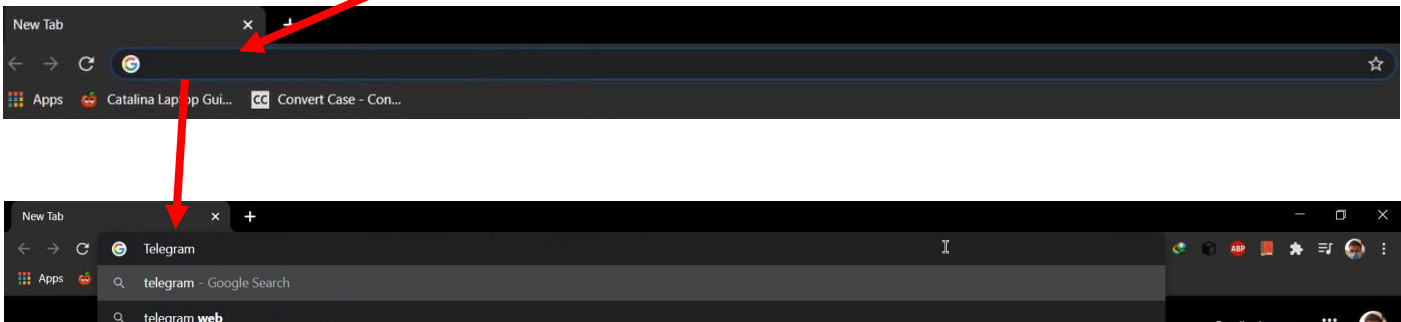 New Tab
Apps Catalina Laptop Gui... CC Convert Case - Con...
New Tab
Telegram
ABP
Apps telegram - Google Search
telegram web